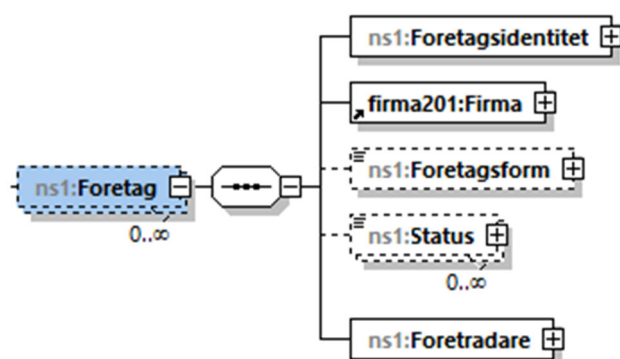 ns1:Foretagsidentitet
firma201:Firma
ns1:Foretag
0..∞
ns1:Foretagsform
ns1:Status
0..∞
ns1:Foretradare